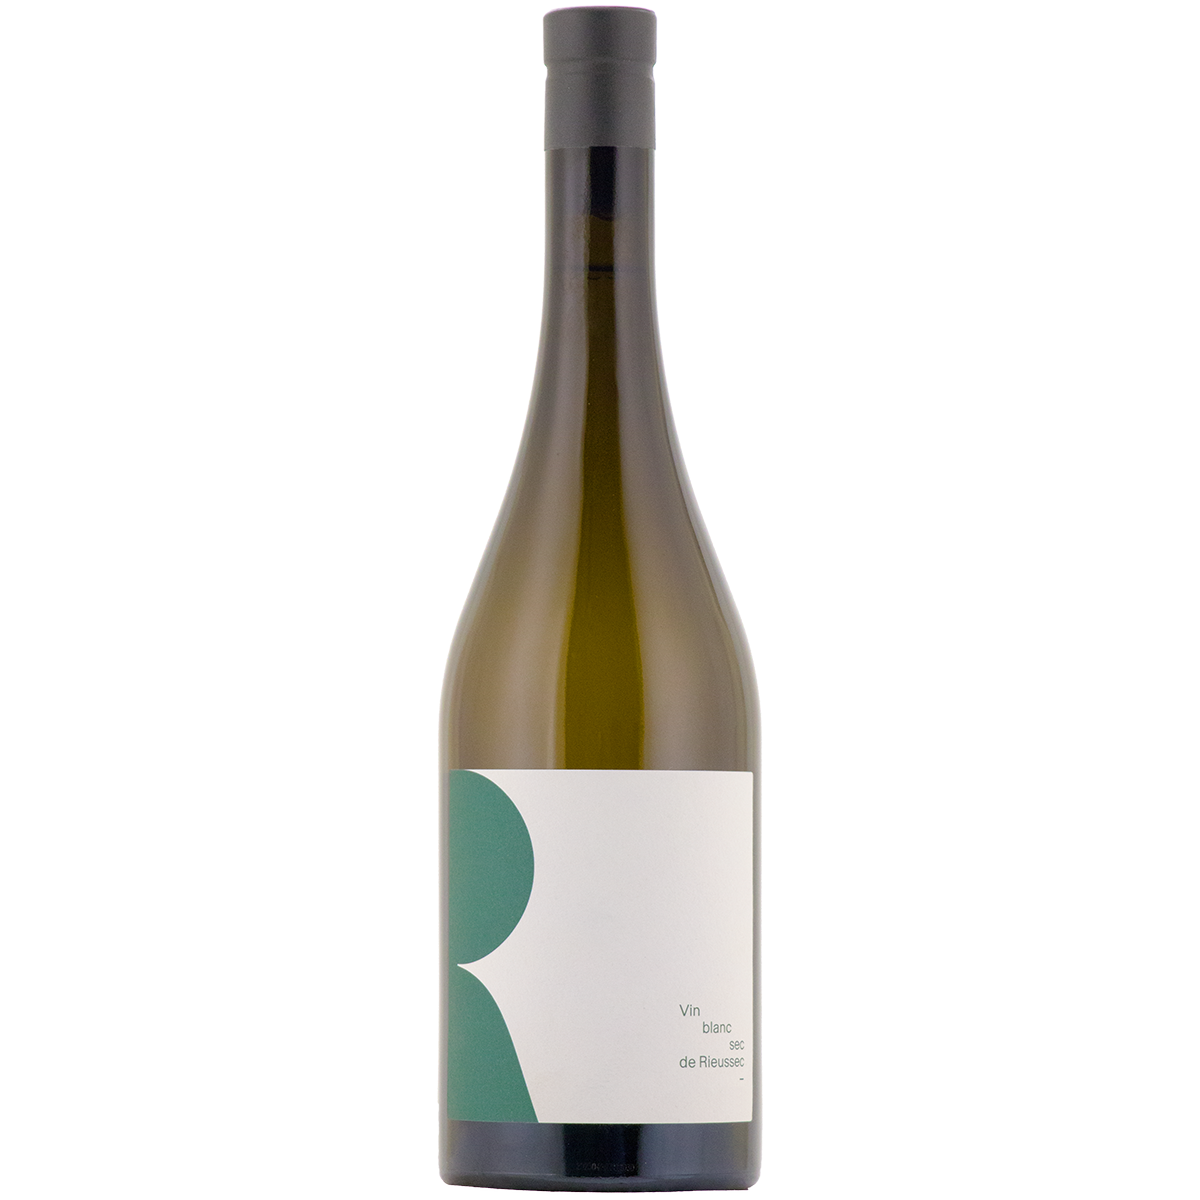 R
Vin
blanc
sec
de Rieussec
–